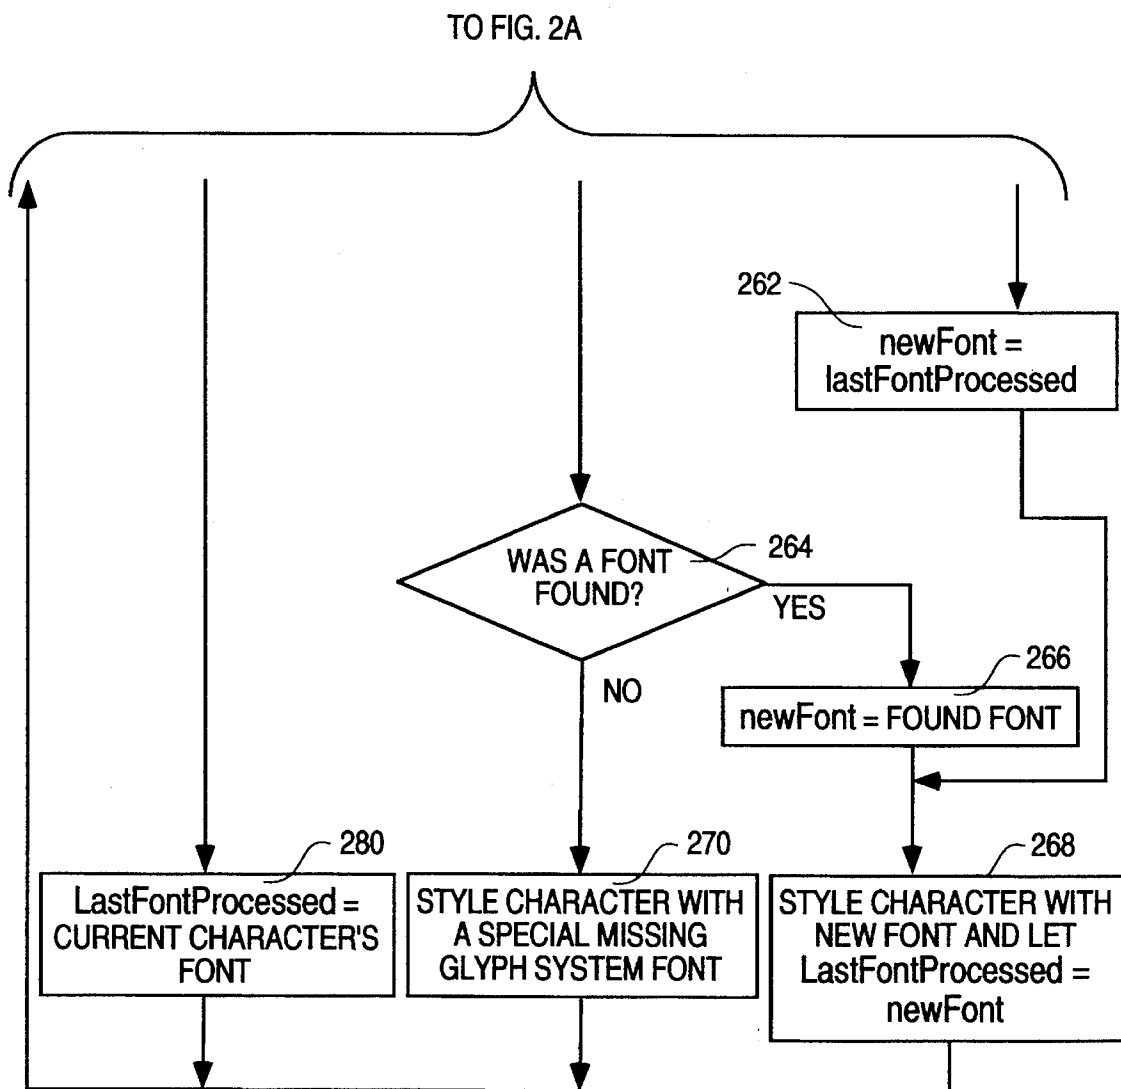 TO FIG. 2A
262
newFont =
lastFontProcessed
WAS A FONT
FOUND?
264
YES
NO
266
newFont = FOUND FONT
280
LastFontProcessed =
CURRENT CHARACTER'S
FONT
270
STYLE CHARACTER WITH
A SPECIAL MISSING
GLYPH SYSTEM FONT
268
STYLE CHARACTER WITH
NEW FONT AND LET
LastFontProcessed =
newFont